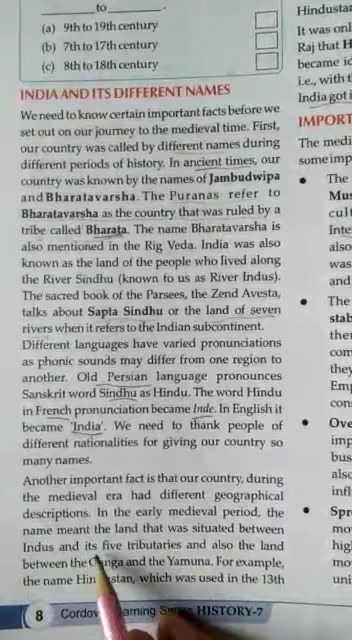 to
(a) 9th to 19th century
(b) 7th to 17th century
(c) 8th to 18th century
INDIA AND ITS DIFFERENT NAMES
We need to know certain important facts before we
set out on our journey to the medieval time. First,
our country was called by different names during
different periods of history. In ancient times, our
country was known by the names of Jambudwipa
and Bharatavarsha. The Puranas refer to
Bharatavarsha as the country that was ruled by a
tribe called Bharata. The name Bharatavarsha is
also mentioned in the Rig Veda. India was also
known as the land of the people who lived along
the River Sindhu (known to us as River Indus).
The sacred book of the Parsees, the Zend Avesta,
talks about Sapta Sindhu or the land of seven
rivers when it refers to the Indian subcontinent.
Different languages have varied pronunciations
as phonic sounds may differ from one region to
another. Old Persian language pronounces
Sanskrit word Sindhu as Hindu. The word Hindu
in French pronunciation became Inde. In English it
became 'India'. We need to thank people of
different nationalities for giving our country so
many names.
Another important fact is that our country, during
the medieval era had different geographical
descriptions. In the early medieval period, the
name meant the land that was situated between
Indus and its five tributaries and also the land
between the Ganga and the Yamuna. For example,
the name , which was used in the 13th
8 HISTORY-7
Hindustan
It was onl
Raj that H
became
i.e., with t
India got i
IMPORT
The medi
some imp
• The
Mus
cult
Inte
also
was
and
• The
stab
the
com
they
Emp
con
• Ove
imp
bus
also
infl
• Spr
mo
hig
mo
uni